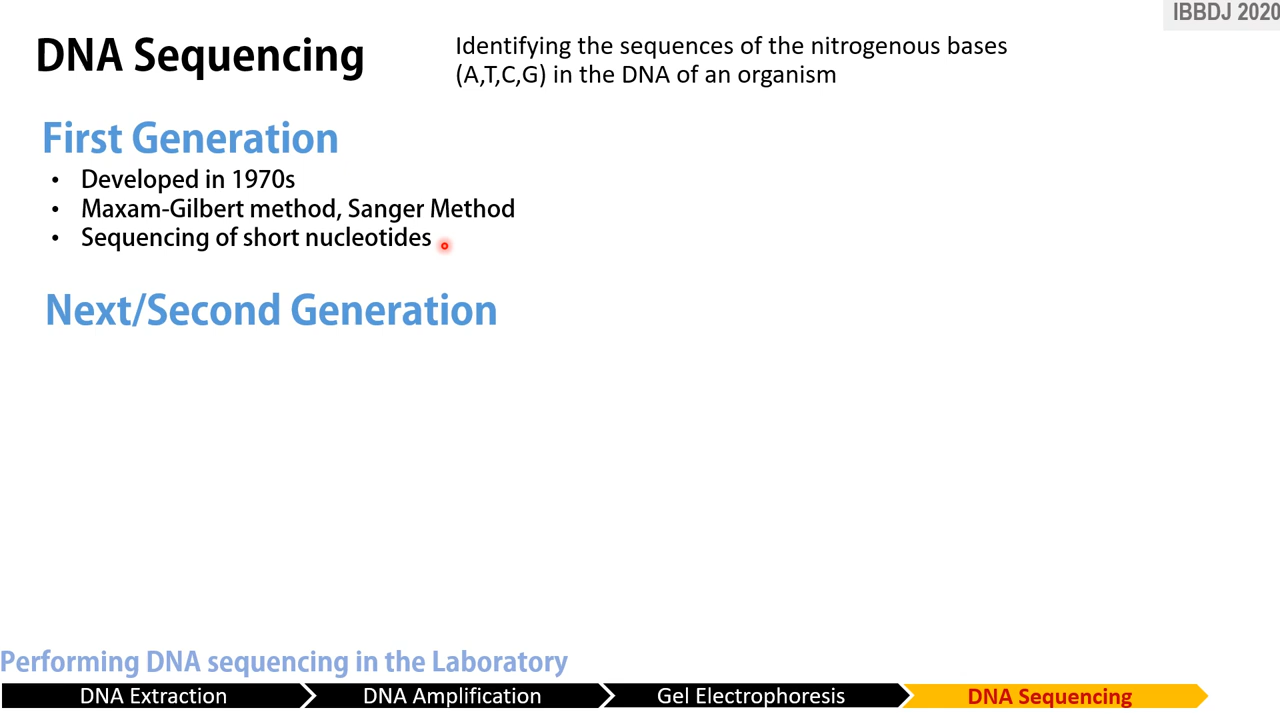 IBBDJ 2020
DNA Sequencing
Identifying the sequences of the nitrogenous bases
(A,T,C,G) in the DNA of an organism
First Generation
• Developed in 1970s
• Maxam-Gilbert method, Sanger Method
• Sequencing of short nucleotides
Next/Second Generation
Performing DNA sequencing in the Laboratory
DNA Extraction
DNA Amplification
Gel Electrophoresis
DNA Sequencing